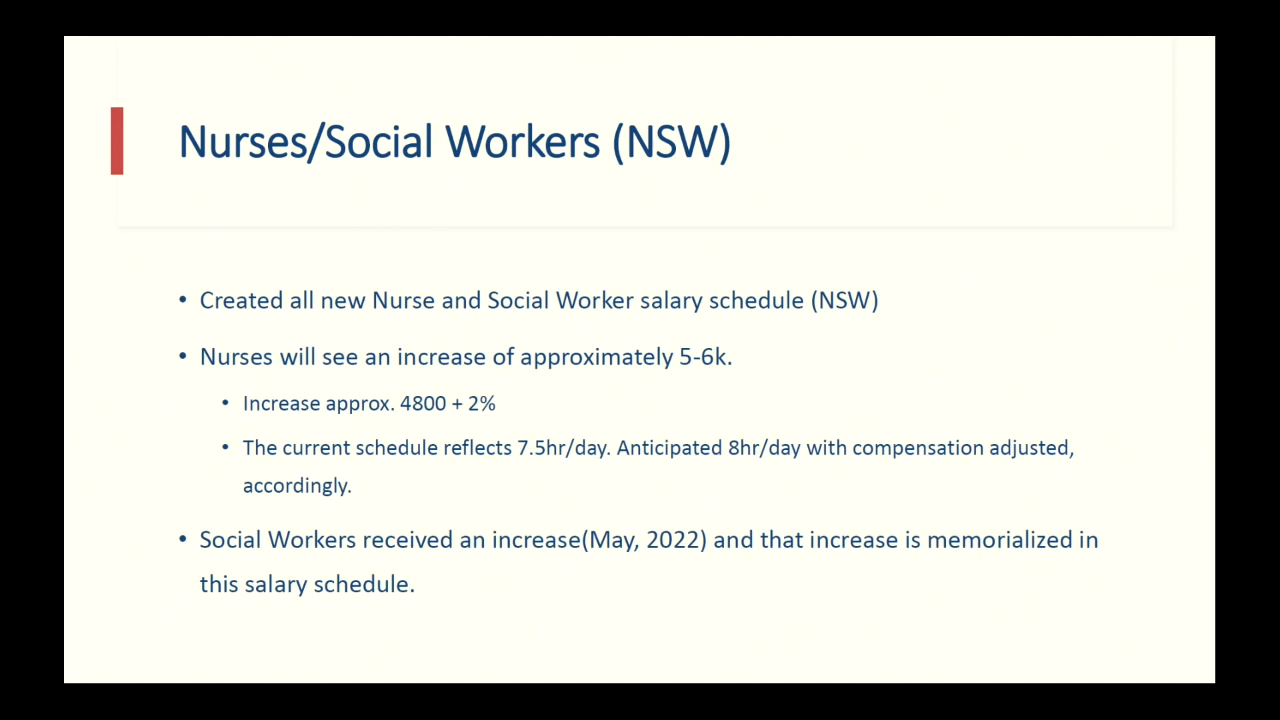 Nurses/Social Workers (NSW)
• Created all new Nurse and Social Worker salary schedule (NSW)
• Nurses will see an increase of approximately 5-6k.
• Increase approx. 4800 + 2%
• The current schedule reflects 7.5hr/day. Anticipated 8hr/day with compensation adjusted,
accordingly.
• Social Workers received an increase(May, 2022) and that increase is memorialized in
this salary schedule.